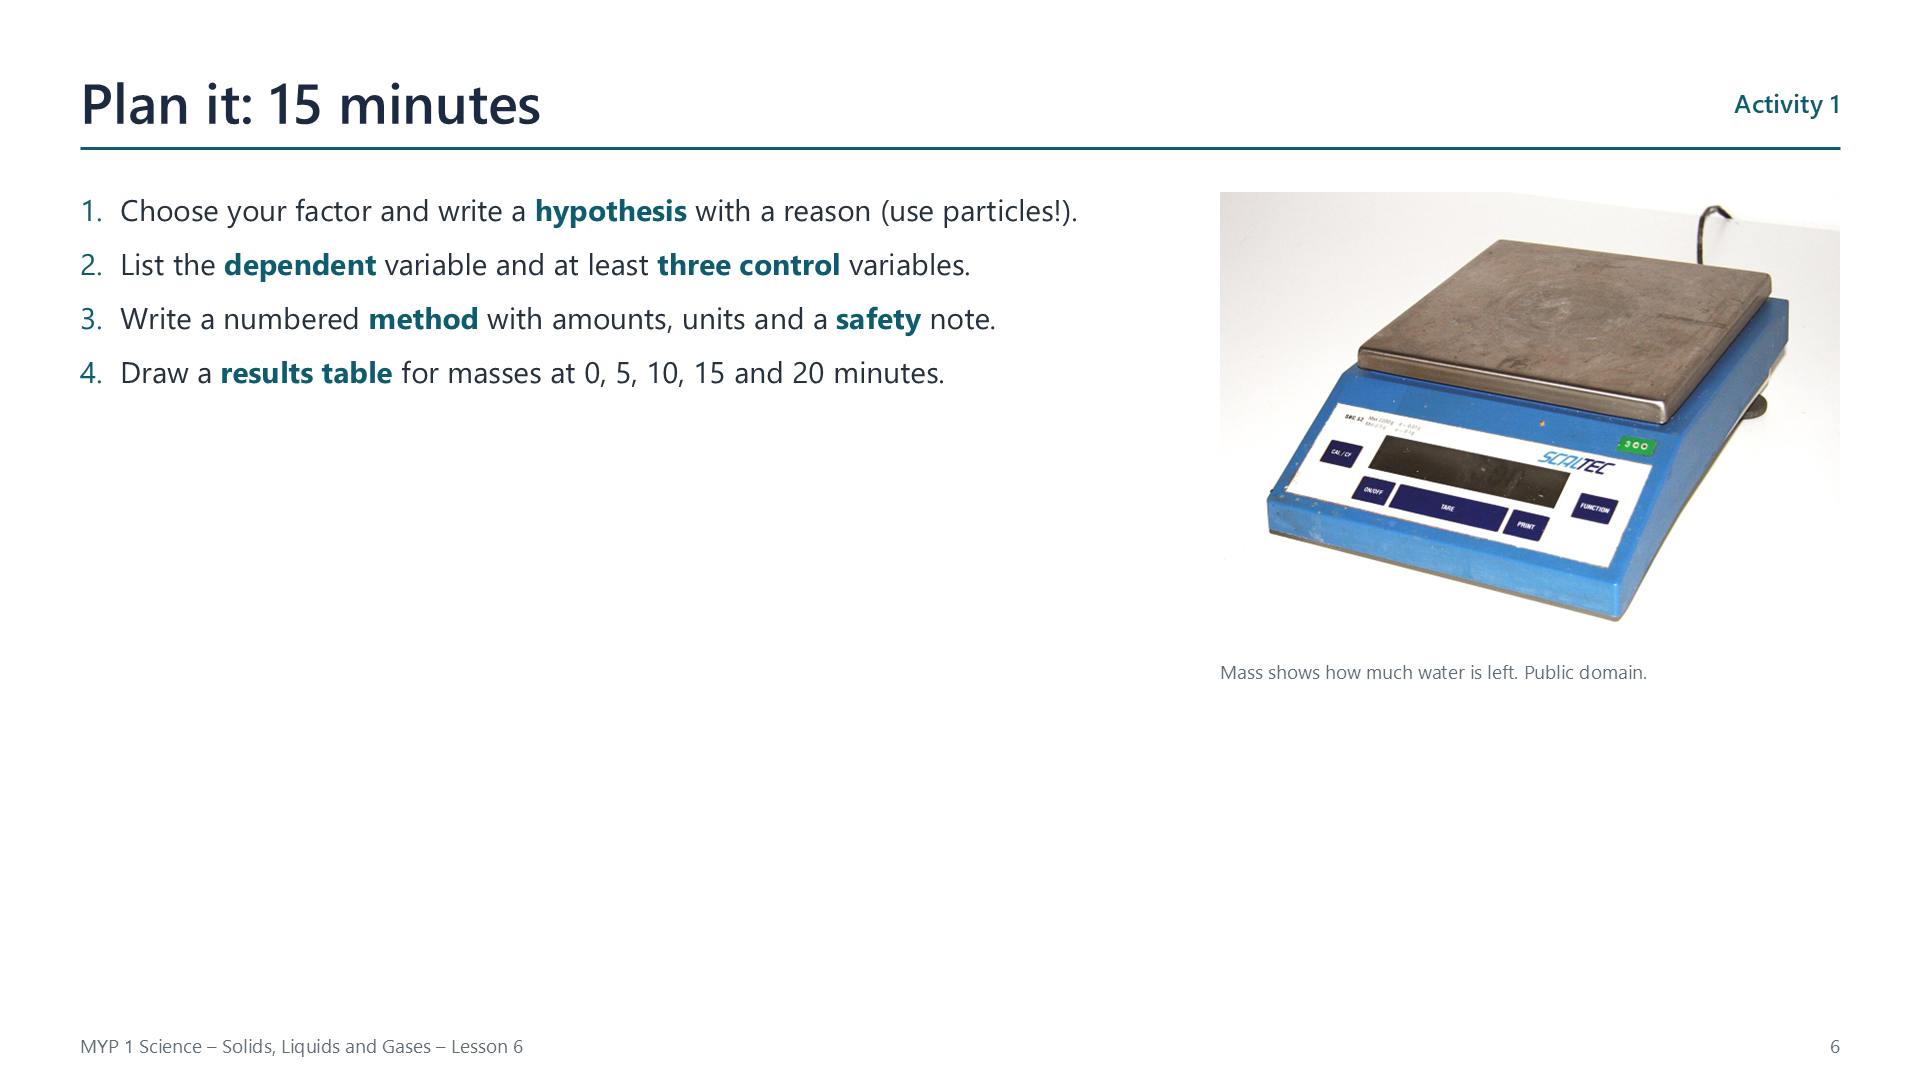 Plan it: 15 minutes
Activity 1
1. Choose your factor and write a hypothesis with a reason (use particles!).
2. List the dependent variable and at least three control variables.
3. Write a numbered method with amounts, units and a safety note.
4. Draw a results table for masses at 0, 5, 10, 15 and 20 minutes.
SCALTEC
CAL / CF
ON/OFF
TARE
PRINT
FUNCTION
Mass shows how much water is left. Public domain.
MYP 1 Science – Solids, Liquids and Gases – Lesson 6
6